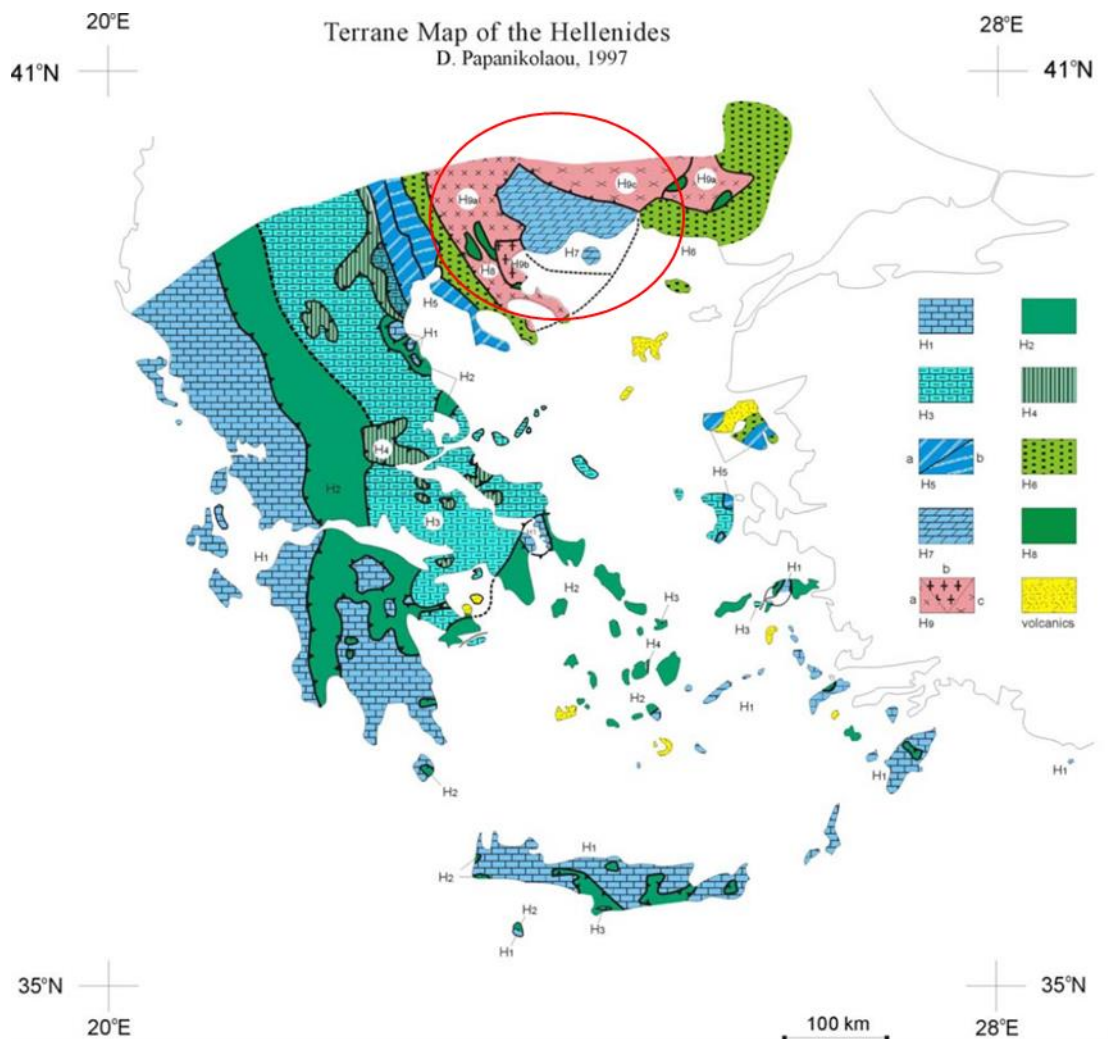 20°E
Terrane Map of the Hellenides
28°E
D. Papanikolaou, 1997
41°N
41°N
H9a
H9c
H9a
H7
H6
H8
H9b
H5
H1
H2
H4
H5
H2
H3
H1
H1
H2
H3
H3
H4
H2
H1
H1
H2
H1
H1
H2
H2
H3
H1
H1
H2
H3
H4
a
b
H5
H6
H7
H8
b
a
c
H9
volcanics
35°N
35°N
20°E
100 km
28°E